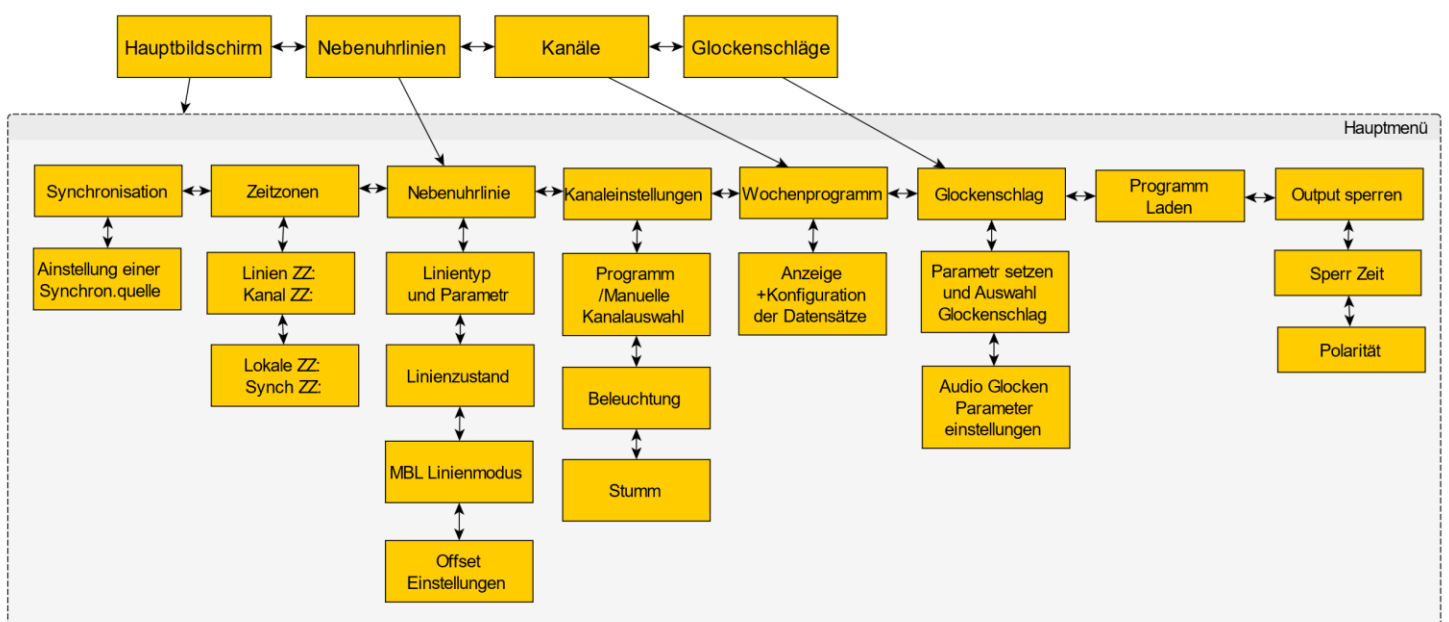 Hauptbildschirm
Nebenuhrlinien
Kanäle
Glockenschläge
Hauptmenü
Synchronisation
Zeitzonen
Nebenuhrlinie
Kanaleinstellungen
Wochenprogramm
Glockenschlag
Programm
Laden
Output sperren
Ainstellung einer
Synchron.quelle
Linien ZZ:
Kanal ZZ:
Linientyp
und Parametr
Programm
/Manuelle
Kanalauswahl
Anzeige
+Konfiguration
der Datensätze
Parametr setzen
und Auswahl
Glockenschlag
Sperr Zeit
Lokale ZZ:
Synch ZZ:
Linienzustand
Beleuchtung
Audio Glocken
Parameter
einstellungen
Polarität
MBL Linienmodus
Stumm
Offset
Einstellungen